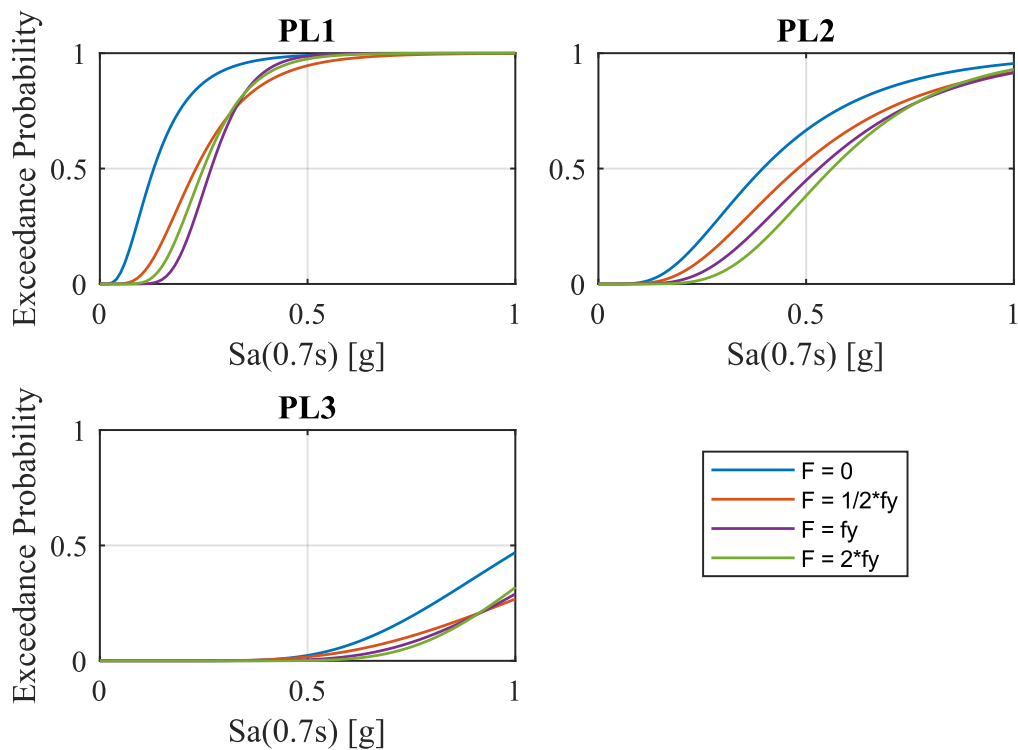 PL1
Exceedance Probability
1
0.5
0
0
0.5
1
Sa(0.7s) [g]
PL2
1
0.5
0
0
0.5
1
Sa(0.7s) [g]
PL3
Exceedance Probability
1
0.5
0
0
0.5
1
Sa(0.7s) [g]
F = 0
F = 1/2*fy
F = fy
F = 2*fy